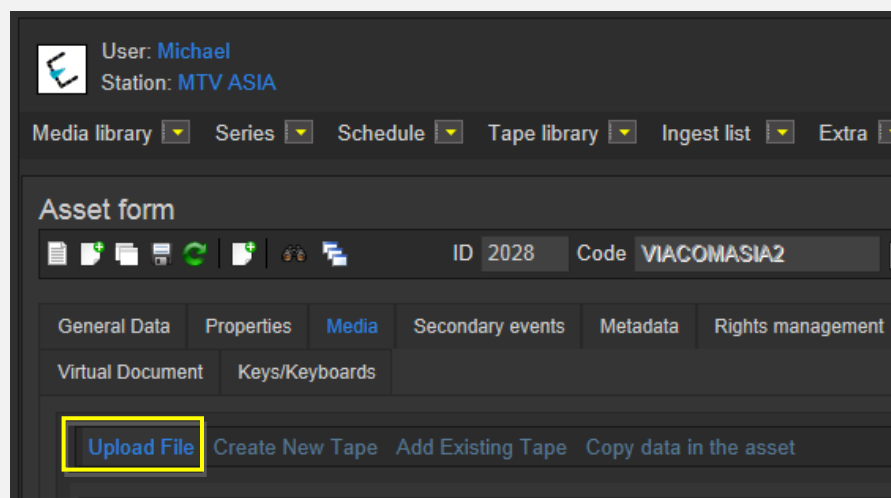 User: Michael
Station: MTV ASIA
Media library Series Schedule Tape library Ingest list Extra
Asset form
ID 2028 Code VIACOMASIA2
General Data Properties Media Secondary events Metadata Rights management
Virtual Document Keys/Keyboards
Upload File Create New Tape Add Existing Tape Copy data in the asset